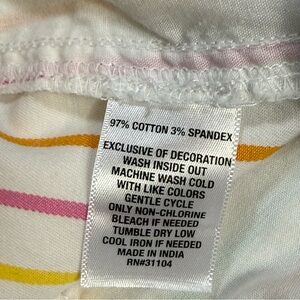 97% COTTON 3% SPANDEX
EXCLUSIVE OF DECORATION
WASH INSIDE OUT
MACHINE WASH COLD
WITH LIKE COLORS
GENTLE CYCLE
ONLY NON-CHLORINE
BLEACH IF NEEDED
TUMBLE DRY LOW
COOL IRON IF NEEDED
MADE IN INDIA
RN#31104